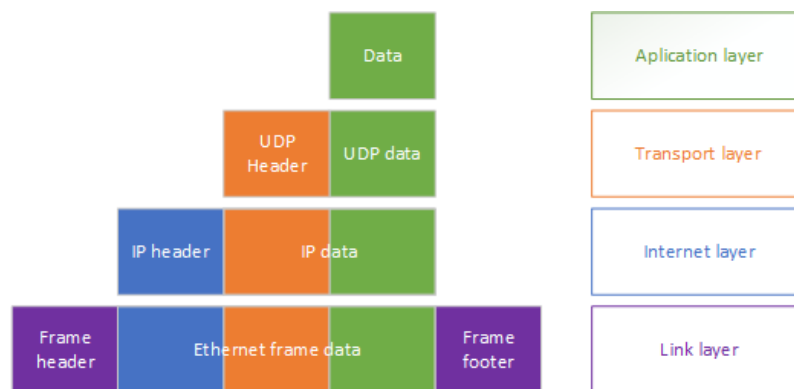 Data
Aplication layer
UDP
Header
UDP data
Transport layer
IP header
IP data
Internet layer
Frame
header
Ethernet frame data
Frame
footer
Link layer